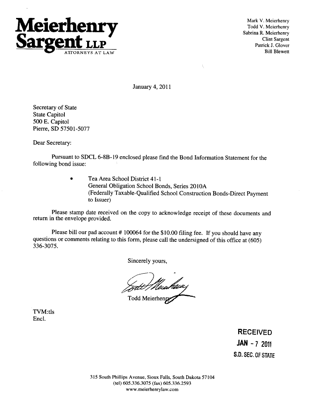 Meierhenry
Sargent LLP
ATTORNEYS AT LAW
Mark V. Meierhenry
Todd V. Meierhenry
Sabrina R. Meierhenry
Clint Sargent
Patrick J. Glover
Bill Blewett
January 4, 2011
Secretary of State
State Capitol
500 E. Capitol
Pierre, SD 57501-5077
Dear Secretary:
Pursuant to SDCL 6-8B-19 enclosed please find the Bond Information Statement for the
following bond issue:
• Tea Area School District 41-1
General Obligation School Bonds, Series 2010A
(Federally Taxable-Qualified School Construction Bonds-Direct Payment
to Issuer)
Please stamp date received on the copy to acknowledge receipt of these documents and
return in the envelope provided.
Please bill our pad account # 100064 for the $10.00 filing fee. If you should have any
questions or comments relating to this form, please call the undersigned of this office at (605)
336-3075.
Sincerely yours,
Todd Meierhenry
Todd Meierhenry
TVM:tls
Encl.
RECEIVED
JAN - 7 2011
S.D. SEC. OF STATE
315 South Phillips Avenue, Sioux Falls, South Dakota 57104
(tel) 605.336.3075 (fax) 605.336.2593
www.meierhenrylaw.com